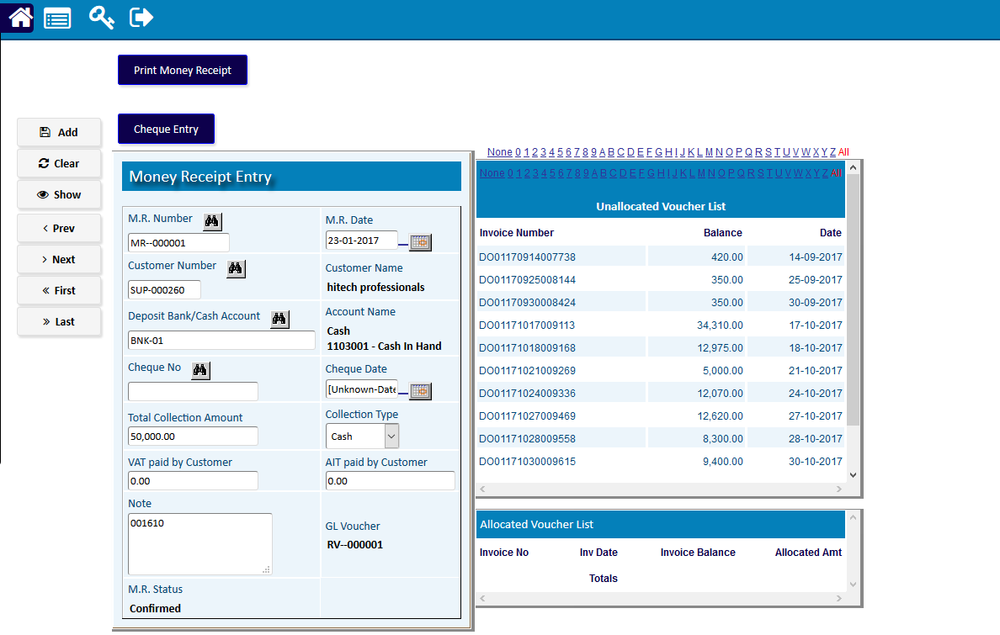 Print Money Receipt
Cheque Entry
Add
Clear
Show
< Prev
> Next
« First
» Last
Money Receipt Entry
M.R. Number
MR--000001
M.R. Date
23-01-2017
Customer Number
SUP-000260
Customer Name
hitech professionals
Deposit Bank/Cash Account
BNK-01
Account Name
Cash
1103001 - Cash In Hand
Cheque No
Cheque Date
[Unknown-Date
Total Collection Amount
50,000.00
Collection Type
Cash
VAT paid by Customer
0.00
AIT paid by Customer
0.00
Note
001610
GL Voucher
RV--000001
M.R. Status
Confirmed
None 0 1 2 3 4 5 6 7 8 9 A B C D E F G H I J K L M N O P Q R S T U V W X Y Z All
None 0 1 2 3 4 5 6 7 8 9 A B C D E F G H I J K L M N O P Q R S T U V W X Y Z All
Unallocated Voucher List
Invoice Number Balance Date
DO01170914007738 420.00 14-09-2017
DO01170925008144 350.00 25-09-2017
DO01170930008424 350.00 30-09-2017
DO01171017009113 34,310.00 17-10-2017
DO01171018009168 12,975.00 18-10-2017
DO01171021009269 5,000.00 21-10-2017
DO01171024009336 12,070.00 24-10-2017
DO01171027009469 12,620.00 27-10-2017
DO01171028009558 8,300.00 28-10-2017
DO01171030009615 9,400.00 30-10-2017
Allocated Voucher List
Invoice No Inv Date Invoice Balance Allocated Amt
Totals